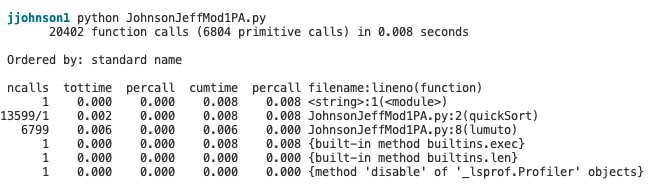 jjohnson1 python JohnsonJeffMod1PA.py
20402 function calls (6804 primitive calls) in 0.008 seconds
Ordered by: standard name
ncalls tottime percall cumtime percall filename:lineno(function)
1 0.000 0.000 0.008 0.008 <string>:1(<module>)
13599/1 0.002 0.000 0.008 0.008 JohnsonJeffMod1PA.py:2(quickSort)
6799 0.006 0.000 0.006 0.000 JohnsonJeffMod1PA.py:8(lumuto)
1 0.000 0.000 0.008 0.008 {built-in method builtins.exec}
1 0.000 0.000 0.000 0.000 {built-in method builtins.len}
1 0.000 0.000 0.000 0.000 {method 'disable' of '_lsprof.Profiler' objects}